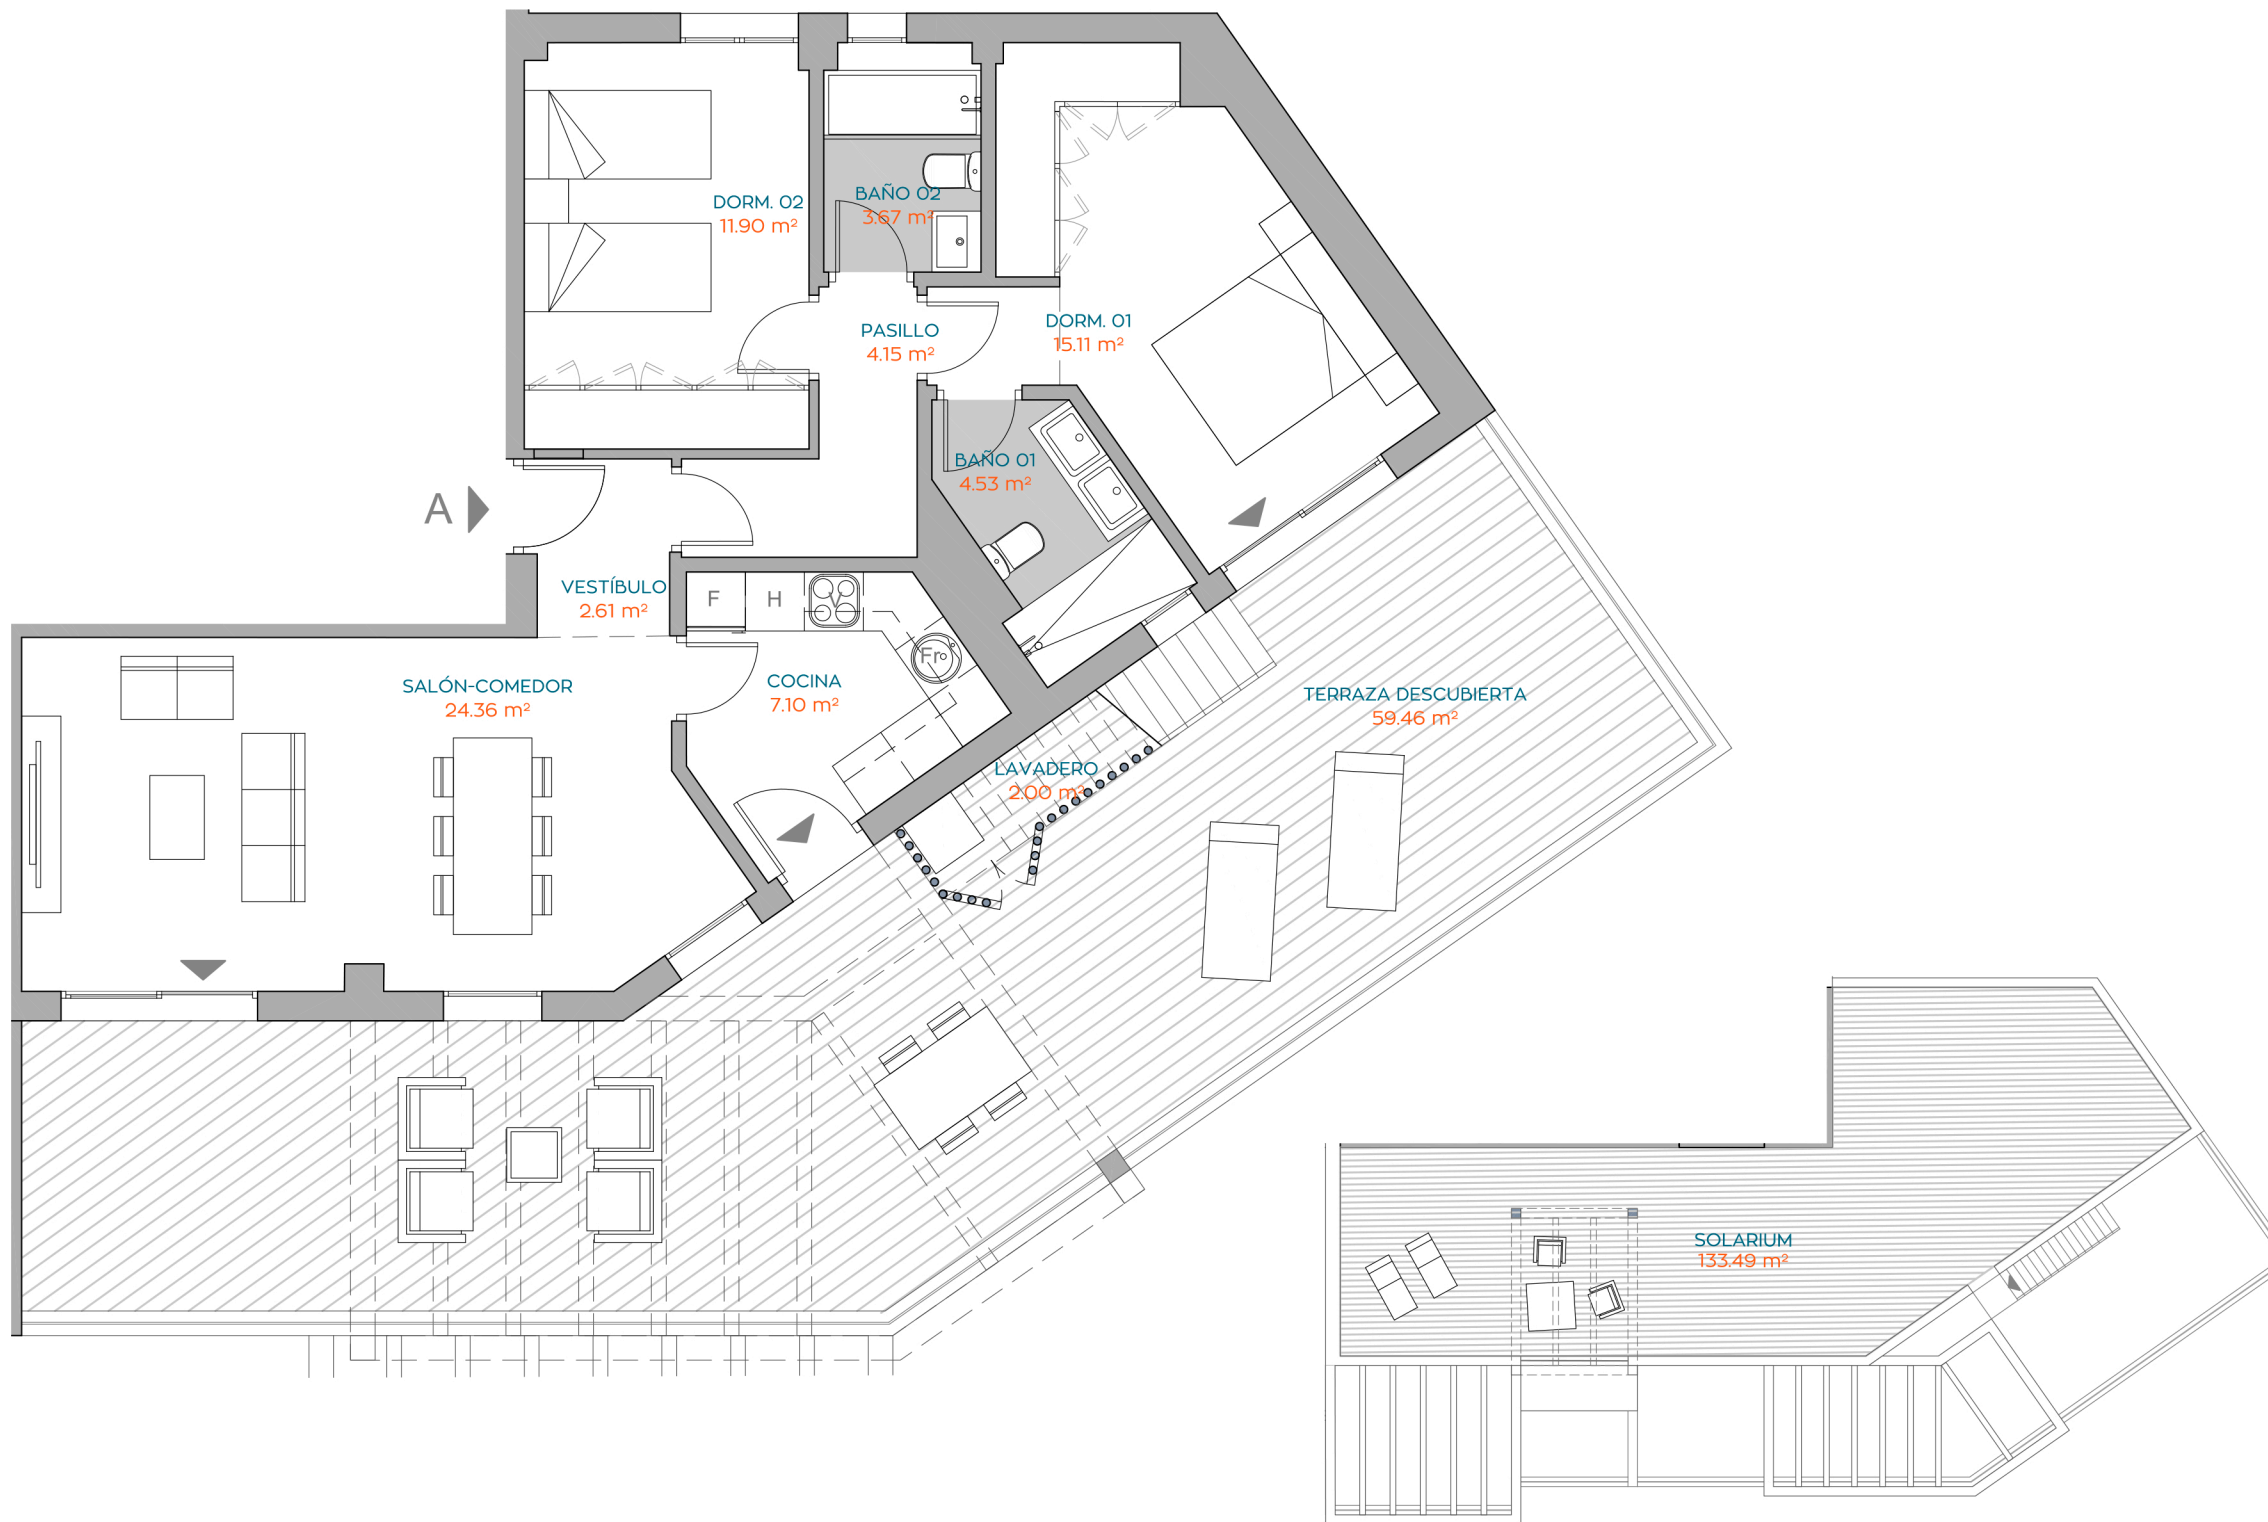 DORM. 02
11.90 m²
BAÑO 02
3.67 m²
PASILLO
4.15 m²
DORM. 01
15.11 m²
BAÑO 01
4.53 m²
A
VESTÍBULO
2.61 m²
F
H
V
Fr
SALÓN-COMEDOR
24.36 m²
COCINA
7.10 m²
TERRAZA DESCUBIERTA
59.46 m²
LAVADERO
2.00 m²
SOLARIUM
133.49 m²